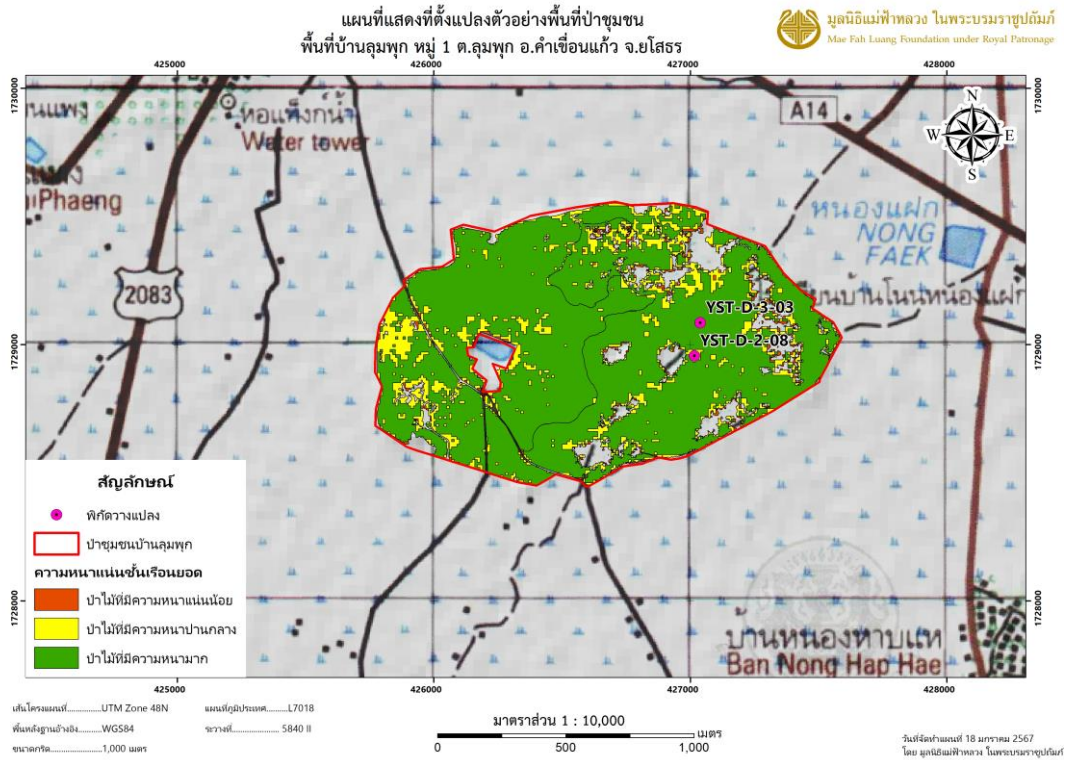 แผนที่แสดงที่ตั้งแปลงตัวอย่างพื้นที่ป่าชุมชน
พื้นที่บ้านลุมพุก หมู่ 1 ต.ลุมพุก อ.คำเขื่อนแก้ว จ.ยโสธร
มูลนิธิแม่ฟ้าหลวง ในพระบรมราชูปถัมภ์
Mae Fah Luang Foundation under Royal Patronage
425000 426000 427000 428000
1730000 1730000
หอแท็งก์น้ำ
Water tower
Phaeng
A14
N
W E
S
หนองแฝก
NONG
FAEK
2083
YST-D-3-03
YST-D-2-08
1729000 1729000
สัญลักษณ์
พิกัดวางแปลง
ป่าชุมชนบ้านลุมพุก
ความหนาแน่นชั้นเรือนยอด
ป่าไม้ที่มีความหนาแน่นน้อย
ป่าไม้ที่มีความหนาปานกลาง
ป่าไม้ที่มีความหนามาก
1728000 1728000
บ้านหนองหาบแห
Ban Nong Hap Hae
425000 426000 427000 428000
เส้นโครงแผนที่..............UTM Zone 48N แผนที่ภูมิประเทศ..........L7018
พื้นหลังฐานอ้างอิง.........WGS84 ระวางที่................... 5840 II
ขนาดกริด......................1,000 เมตร
มาตราส่วน 1 : 10,000
เมตร
0 500 1,000
วันที่จัดทำแผนที่ 18 มกราคม 2567
โดย มูลนิธิแม่ฟ้าหลวง ในพระบรมราชูปถัมภ์